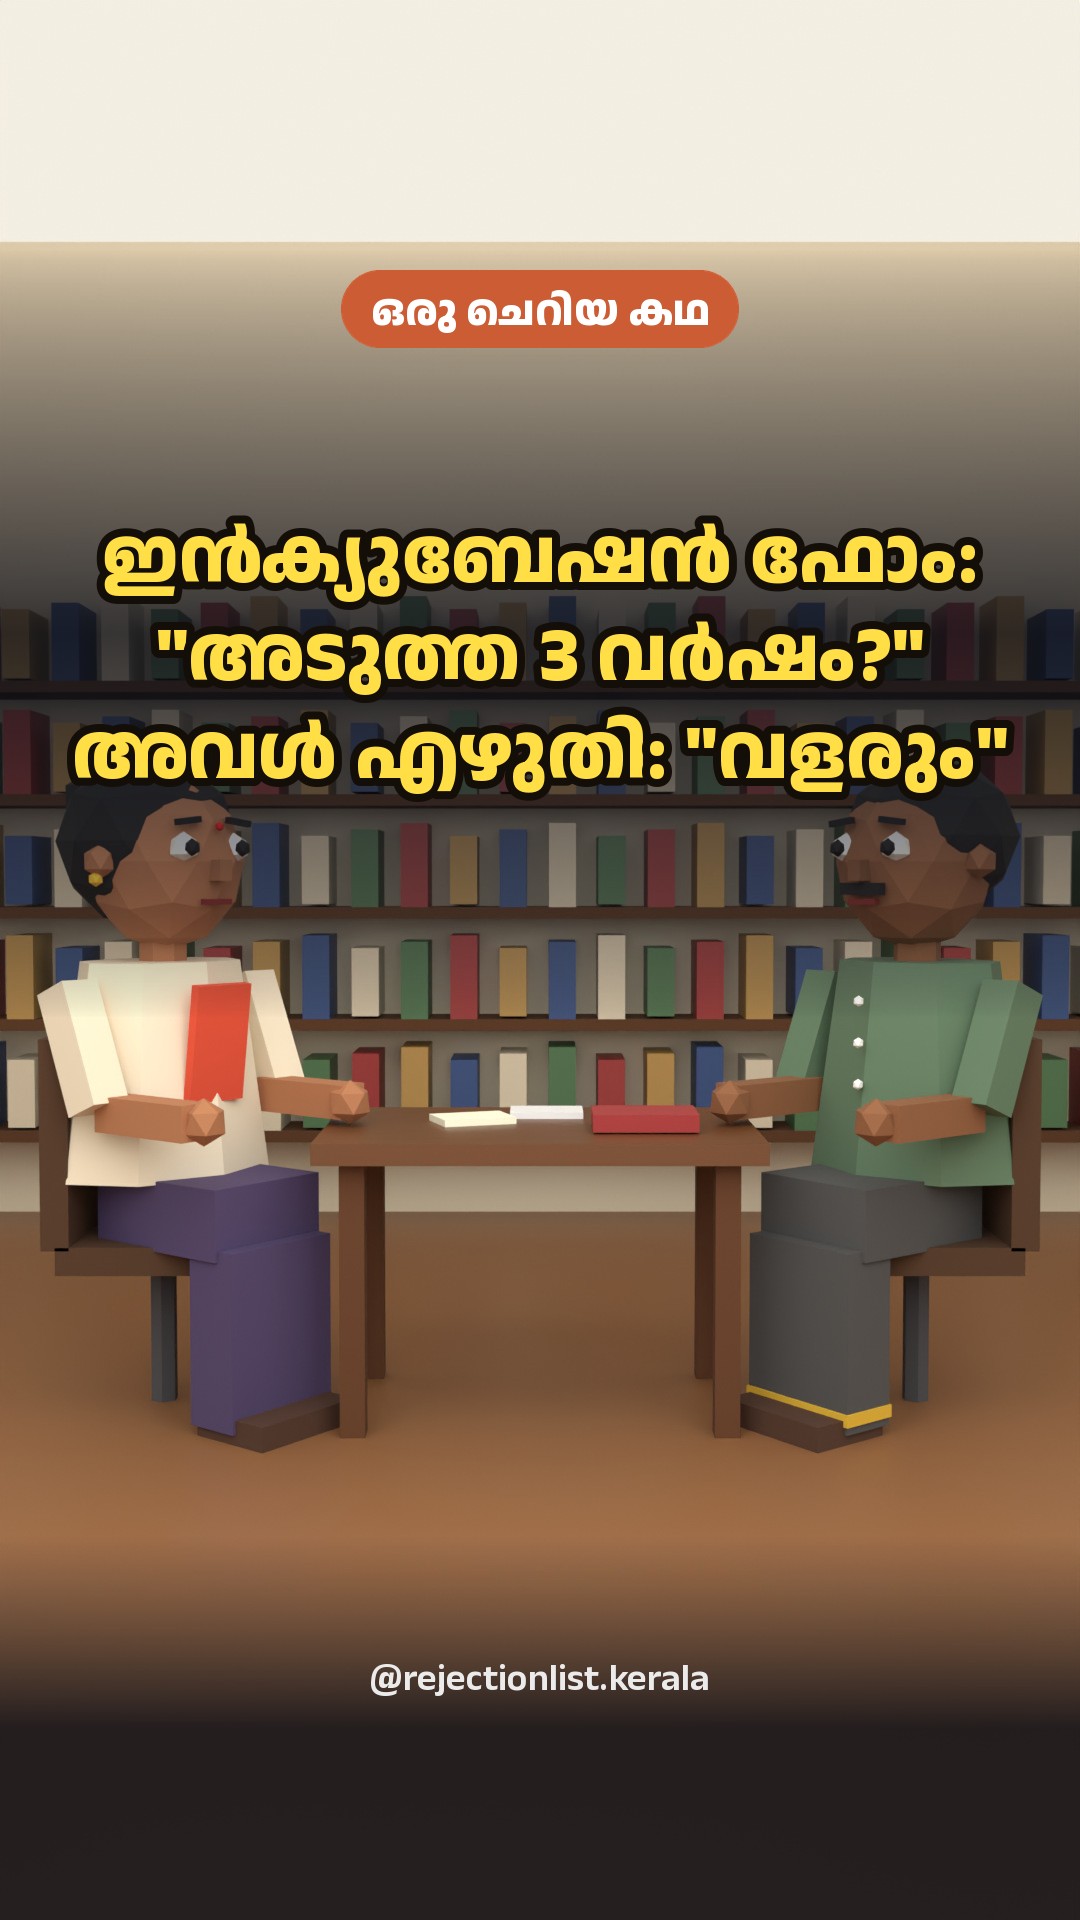 ഒരു ചെറിയ കഥ
ഇൻക്യുബേഷൻ ഫോം:
"അടുത്ത 3 വർഷം?"
അവൾ എഴുതി: "വളരും"
@rejectionlist.kerala